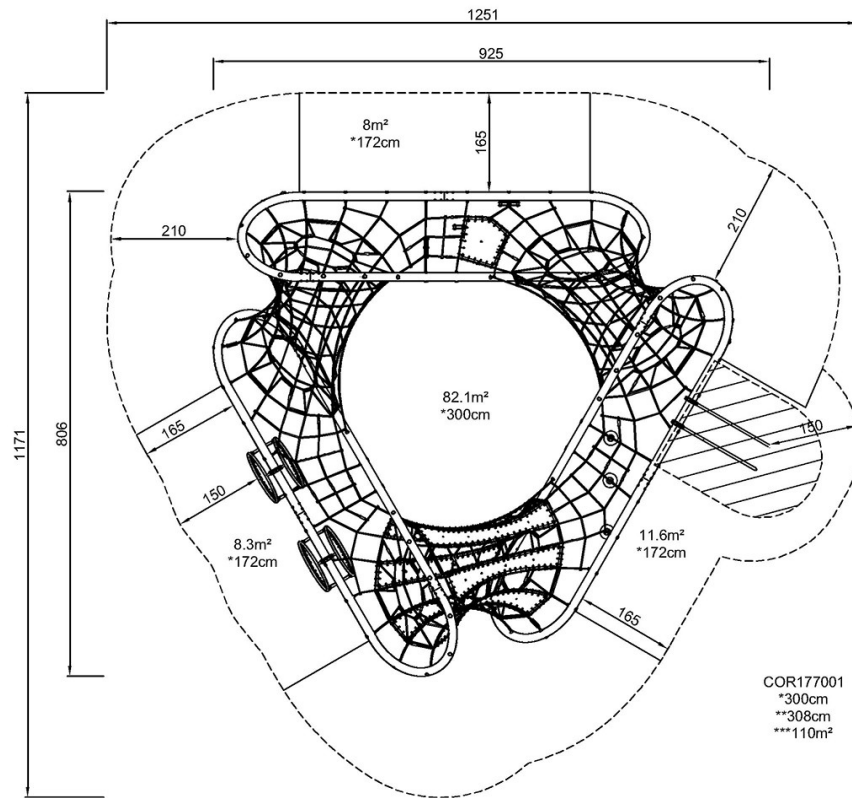 1251
925
8m²
*172cm
165
210
210
1171
806
82.1m²
*300cm
165
150
150
8.3m²
*172cm
11.6m²
*172cm
165
COR177001
*300cm
**308cm
***110m²